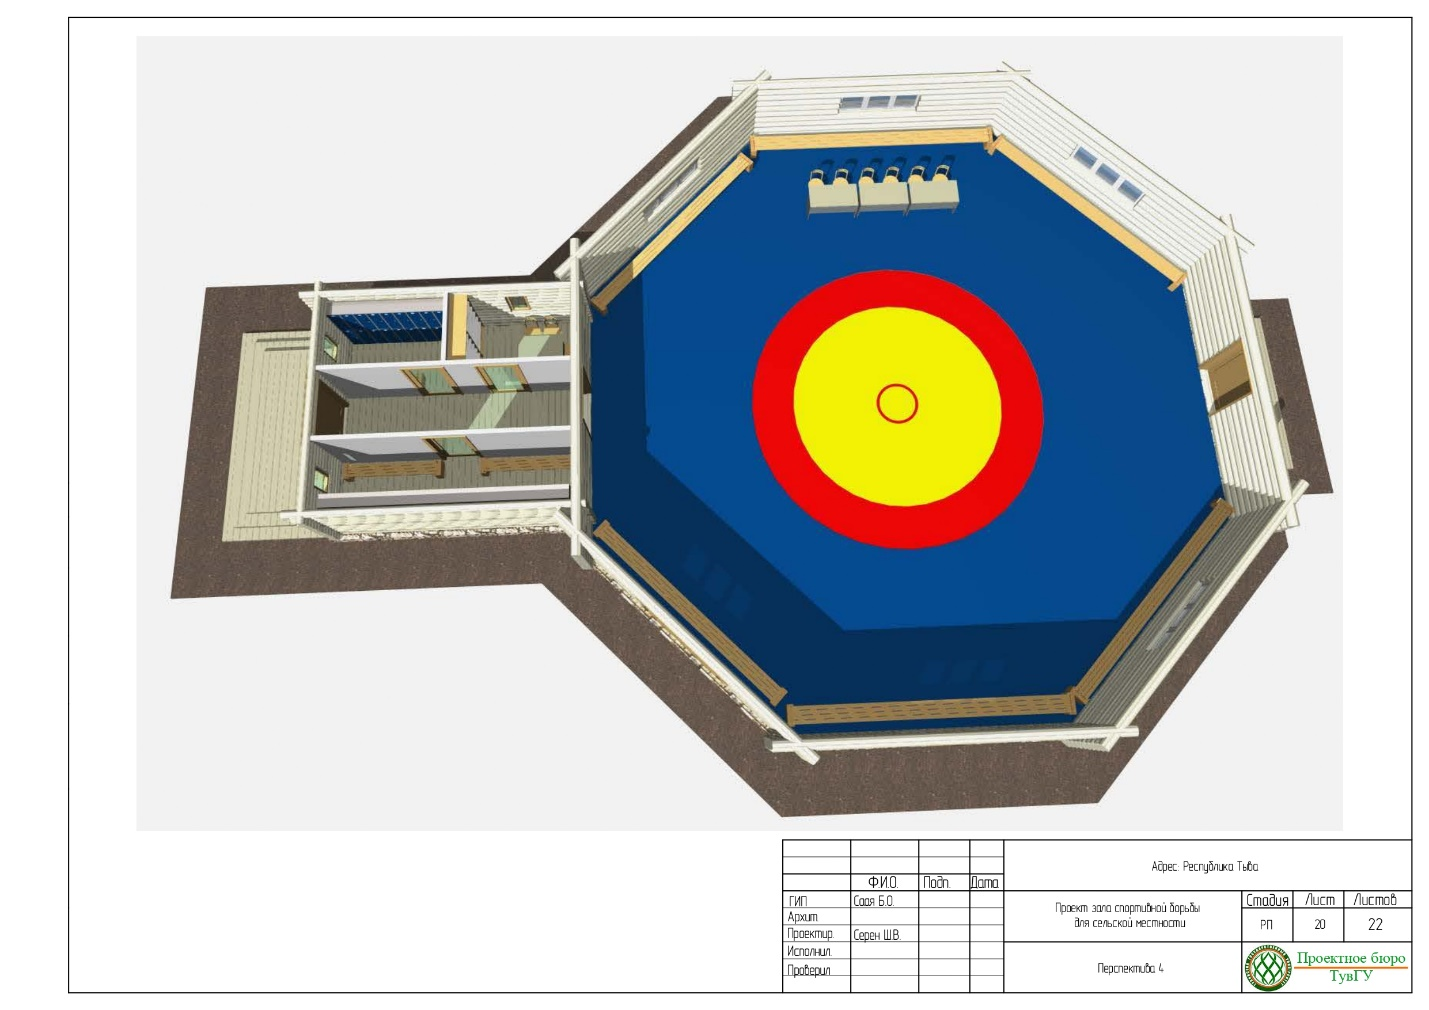 Адрес: Республика Тыва
Ф.И.О. Подп. Дата
ГИП Саая Б.О.
Архит.
Проектир. Серен Ш.В.
Исполнил.
Проверил
Проект зала спортивной борьбы
для сельской местности
Стадия Лист Листов
РП 20 22
Перспектива 4
Проектное бюро
ТувГУ